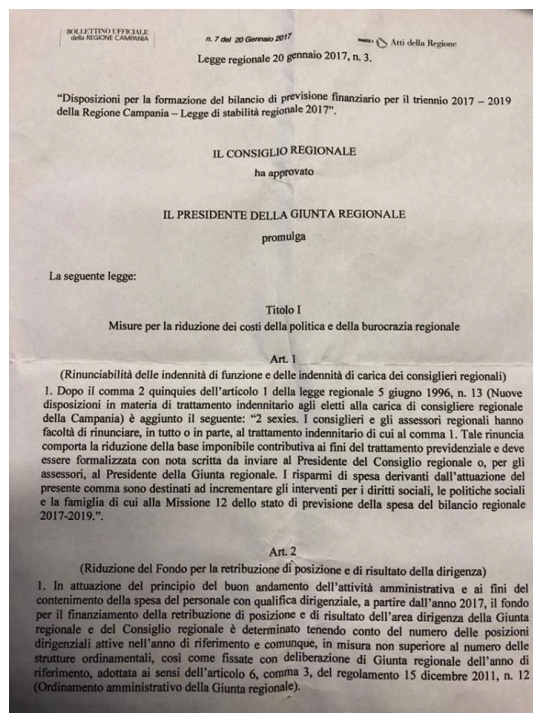 BOLLETTINO UFFICIALE
della REGIONE CAMPANIA
n. 7 del 20 Gennaio 2017
PARTE I Atti della Regione
Legge regionale 20 gennaio 2017, n. 3.
“Disposizioni per la formazione del bilancio di previsione finanziario per il triennio 2017 – 2019
della Regione Campania – Legge di stabilità regionale 2017”.
IL CONSIGLIO REGIONALE
ha approvato
IL PRESIDENTE DELLA GIUNTA REGIONALE
promulga
La seguente legge:
Titolo I
Misure per la riduzione dei costi della politica e della burocrazia regionale
Art. 1
(Rinunciabilità delle indennità di funzione e delle indennità di carica dei consiglieri regionali)
1. Dopo il comma 2 quinquies dell’articolo 1 della legge regionale 5 giugno 1996, n. 13 (Nuove
disposizioni in materia di trattamento indennitario agli eletti alla carica di consigliere regionale
della Campania) è aggiunto il seguente: “2 sexies. I consiglieri e gli assessori regionali hanno
facoltà di rinunciare, in tutto o in parte, al trattamento indennitario di cui al comma 1. Tale rinuncia
comporta la riduzione della base imponibile contributiva ai fini del trattamento previdenziale e deve
essere formalizzata con nota scritta da inviare al Presidente del Consiglio regionale o, per gli
assessori, al Presidente della Giunta regionale. I risparmi di spesa derivanti dall’attuazione del
presente comma sono destinati ad incrementare gli interventi per i diritti sociali, le politiche sociali
e la famiglia di cui alla Missione 12 dello stato di previsione della spesa del bilancio regionale
2017-2019.”.
Art. 2
(Riduzione del Fondo per la retribuzione di posizione e di risultato della dirigenza)
1. In attuazione del principio del buon andamento dell’attività amministrativa e ai fini del
contenimento della spesa del personale con qualifica dirigenziale, a partire dall’anno 2017, il fondo
per il finanziamento della retribuzione di posizione e di risultato dell’area dirigenza della Giunta
regionale e del Consiglio regionale è determinato tenendo conto del numero delle posizioni
dirigenziali attive nell’anno di riferimento e comunque, in misura non superiore al numero delle
strutture ordinamentali, così come fissate con deliberazione di Giunta regionale dell’anno di
riferimento, adottata ai sensi dell’articolo 6, comma 3, del regolamento 15 dicembre 2011, n. 12
(Ordinamento amministrativo della Giunta regionale).